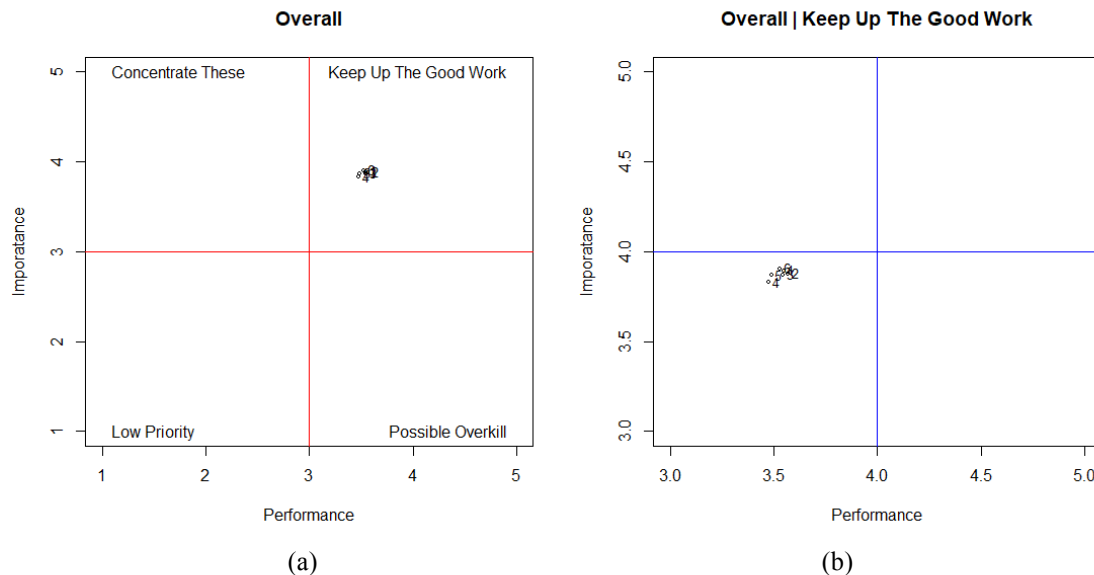 Overall
Concentrate These
Keep Up The Good Work
Low Priority
Possible Overkill
5
4
3
2
1
Imporatance
1
2
3
4
5
Performance
(a)
Overall | Keep Up The Good Work
5.0
4.5
4.0
3.5
3.0
Imporatance
4
2
3.0
3.5
4.0
4.5
5.0
Performance
(b)